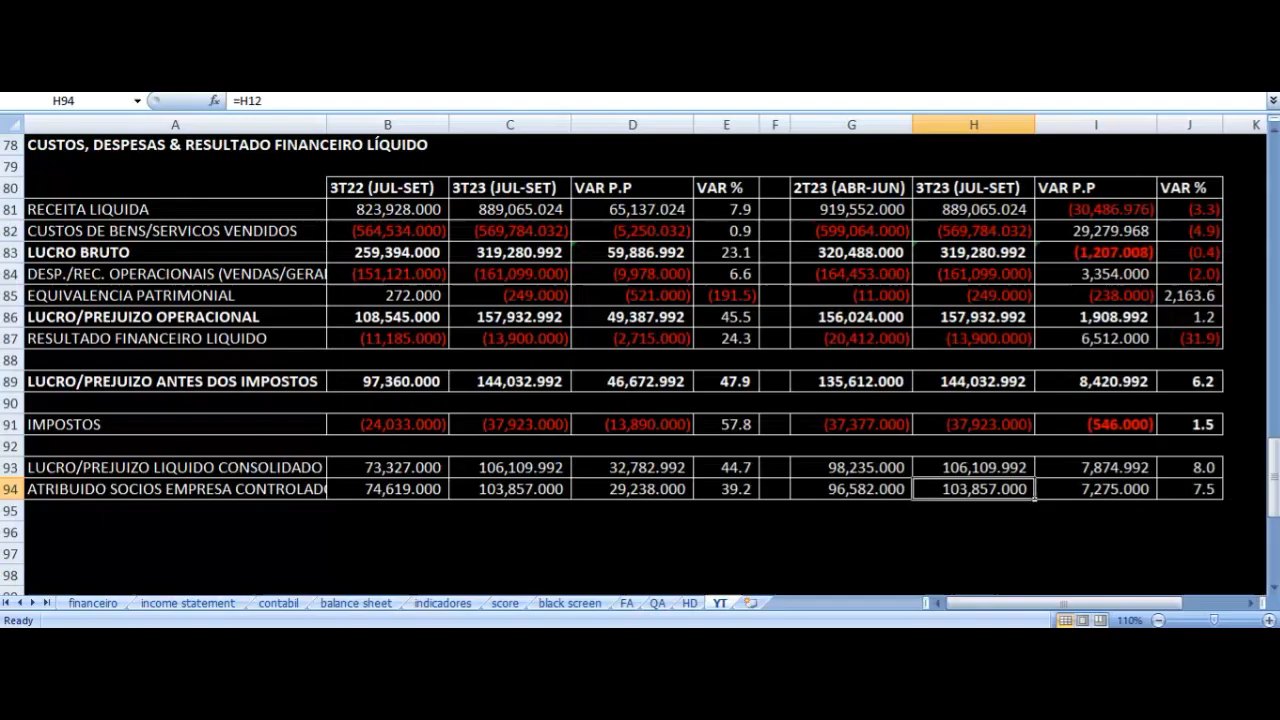 H94 fx =H12
A B C D E F G H I J K
78 CUSTOS, DESPESAS & RESULTADO FINANCEIRO LÍQUIDO
79
80 3T22 (JUL-SET) 3T23 (JUL-SET) VAR P.P VAR % 2T23 (ABR-JUN) 3T23 (JUL-SET) VAR P.P VAR %
81 RECEITA LIQUIDA 823,928.000 889,065.024 65,137.024 7.9 919,552.000 889,065.024 (30,486.976) (3.3)
82 CUSTOS DE BENS/SERVICOS VENDIDOS (564,534.000) (569,784.032) (5,250.032) 0.9 (599,064.000) (569,784.032) 29,279.968 (4.9)
83 LUCRO BRUTO 259,394.000 319,280.992 59,886.992 23.1 320,488.000 319,280.992 (1,207.008) (0.4)
84 DESP./REC. OPERACIONAIS (VENDAS/GERAI (151,121.000) (161,099.000) (9,978.000) 6.6 (164,453.000) (161,099.000) 3,354.000 (2.0)
85 EQUIVALENCIA PATRIMONIAL 272.000 (249.000) (521.000) (191.5) (11.000) (249.000) (238.000) 2,163.6
86 LUCRO/PREJUIZO OPERACIONAL 108,545.000 157,932.992 49,387.992 45.5 156,024.000 157,932.992 1,908.992 1.2
87 RESULTADO FINANCEIRO LIQUIDO (11,185.000) (13,900.000) (2,715.000) 24.3 (20,412.000) (13,900.000) 6,512.000 (31.9)
88
89 LUCRO/PREJUIZO ANTES DOS IMPOSTOS 97,360.000 144,032.992 46,672.992 47.9 135,612.000 144,032.992 8,420.992 6.2
90
91 IMPOSTOS (24,033.000) (37,923.000) (13,890.000) 57.8 (37,377.000) (37,923.000) (546.000) 1.5
92
93 LUCRO/PREJUIZO LIQUIDO CONSOLIDADO 73,327.000 106,109.992 32,782.992 44.7 98,235.000 106,109.992 7,874.992 8.0
94 ATRIBUIDO SOCIOS EMPRESA CONTROLAD 74,619.000 103,857.000 29,238.000 39.2 96,582.000 103,857.000 7,275.000 7.5
95
96
97
98
financeiro income statement contabil balance sheet indicadores score black screen FA QA HD YT
Ready 110%